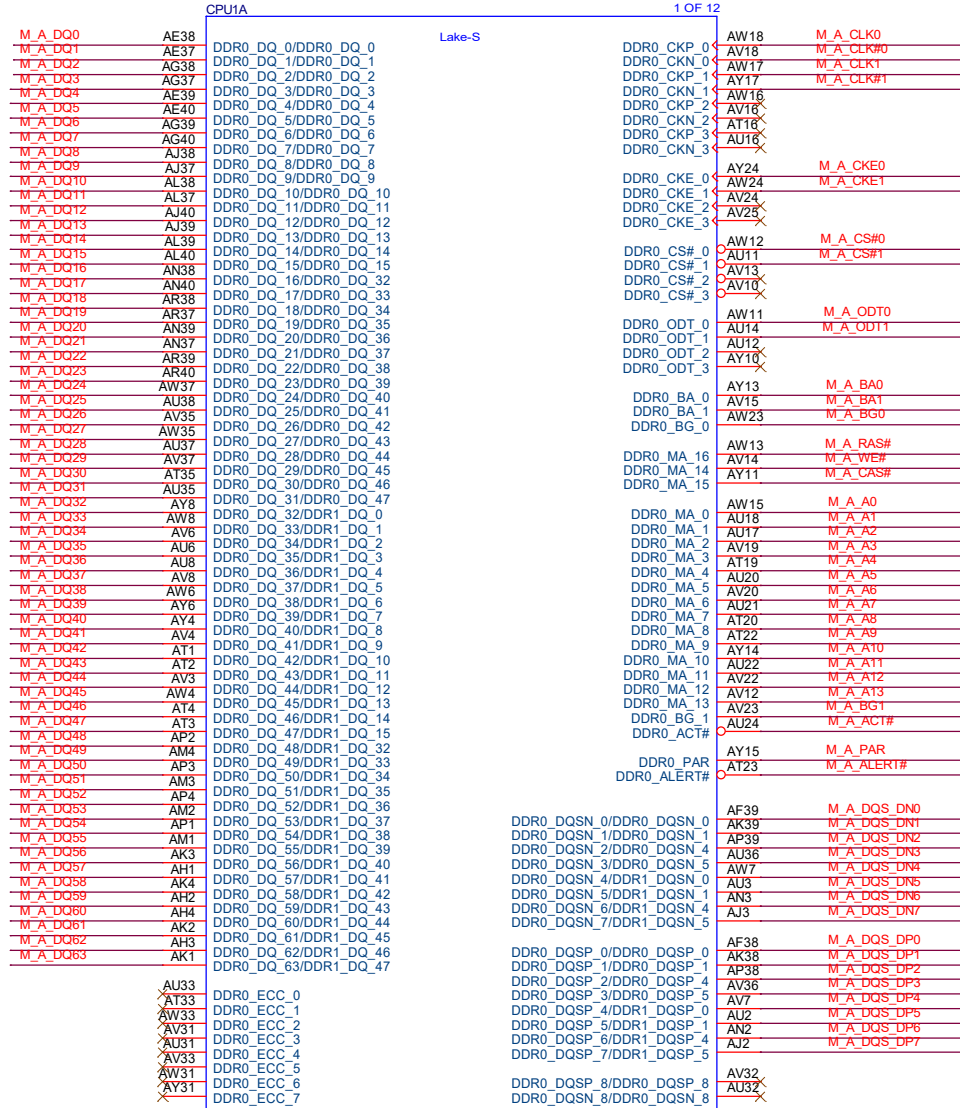 CPU1A 1 OF 12
Lake-S
M_A_DQ0 AE38 DDR0_DQ_0/DDR0_DQ_0
M_A_DQ1 AE37 DDR0_DQ_1/DDR0_DQ_1
M_A_DQ2 AG38 DDR0_DQ_2/DDR0_DQ_2
M_A_DQ3 AG37 DDR0_DQ_3/DDR0_DQ_3
M_A_DQ4 AE39 DDR0_DQ_4/DDR0_DQ_4
M_A_DQ5 AE40 DDR0_DQ_5/DDR0_DQ_5
M_A_DQ6 AG39 DDR0_DQ_6/DDR0_DQ_6
M_A_DQ7 AG40 DDR0_DQ_7/DDR0_DQ_7
M_A_DQ8 AJ38 DDR0_DQ_8/DDR0_DQ_8
M_A_DQ9 AJ37 DDR0_DQ_9/DDR0_DQ_9
M_A_DQ10 AL38 DDR0_DQ_10/DDR0_DQ_10
M_A_DQ11 AL37 DDR0_DQ_11/DDR0_DQ_11
M_A_DQ12 AJ40 DDR0_DQ_12/DDR0_DQ_12
M_A_DQ13 AJ39 DDR0_DQ_13/DDR0_DQ_13
M_A_DQ14 AL39 DDR0_DQ_14/DDR0_DQ_14
M_A_DQ15 AL40 DDR0_DQ_15/DDR0_DQ_15
M_A_DQ16 AN38 DDR0_DQ_16/DDR0_DQ_32
M_A_DQ17 AN40 DDR0_DQ_17/DDR0_DQ_33
M_A_DQ18 AR38 DDR0_DQ_18/DDR0_DQ_34
M_A_DQ19 AR37 DDR0_DQ_19/DDR0_DQ_35
M_A_DQ20 AN39 DDR0_DQ_20/DDR0_DQ_36
M_A_DQ21 AN37 DDR0_DQ_21/DDR0_DQ_37
M_A_DQ22 AR39 DDR0_DQ_22/DDR0_DQ_38
M_A_DQ23 AR40 DDR0_DQ_23/DDR0_DQ_39
M_A_DQ24 AW37 DDR0_DQ_24/DDR0_DQ_40
M_A_DQ25 AU38 DDR0_DQ_25/DDR0_DQ_41
M_A_DQ26 AV35 DDR0_DQ_26/DDR0_DQ_42
M_A_DQ27 AW35 DDR0_DQ_27/DDR0_DQ_43
M_A_DQ28 AU37 DDR0_DQ_28/DDR0_DQ_44
M_A_DQ29 AV37 DDR0_DQ_29/DDR0_DQ_45
M_A_DQ30 AT35 DDR0_DQ_30/DDR0_DQ_46
M_A_DQ31 AU35 DDR0_DQ_31/DDR0_DQ_47
M_A_DQ32 AY8 DDR0_DQ_32/DDR1_DQ_0
M_A_DQ33 AW8 DDR0_DQ_33/DDR1_DQ_1
M_A_DQ34 AV6 DDR0_DQ_34/DDR1_DQ_2
M_A_DQ35 AU6 DDR0_DQ_35/DDR1_DQ_3
M_A_DQ36 AU8 DDR0_DQ_36/DDR1_DQ_4
M_A_DQ37 AV8 DDR0_DQ_37/DDR1_DQ_5
M_A_DQ38 AW6 DDR0_DQ_38/DDR1_DQ_6
M_A_DQ39 AY6 DDR0_DQ_39/DDR1_DQ_7
M_A_DQ40 AY4 DDR0_DQ_40/DDR1_DQ_8
M_A_DQ41 AV4 DDR0_DQ_41/DDR1_DQ_9
M_A_DQ42 AT1 DDR0_DQ_42/DDR1_DQ_10
M_A_DQ43 AT2 DDR0_DQ_43/DDR1_DQ_11
M_A_DQ44 AV3 DDR0_DQ_44/DDR1_DQ_12
M_A_DQ45 AW4 DDR0_DQ_45/DDR1_DQ_13
M_A_DQ46 AT4 DDR0_DQ_46/DDR1_DQ_14
M_A_DQ47 AT3 DDR0_DQ_47/DDR1_DQ_15
M_A_DQ48 AP2 DDR0_DQ_48/DDR1_DQ_32
M_A_DQ49 AM4 DDR0_DQ_49/DDR1_DQ_33
M_A_DQ50 AP3 DDR0_DQ_50/DDR1_DQ_34
M_A_DQ51 AM3 DDR0_DQ_51/DDR1_DQ_35
M_A_DQ52 AP4 DDR0_DQ_52/DDR1_DQ_36
M_A_DQ53 AM2 DDR0_DQ_53/DDR1_DQ_37
M_A_DQ54 AP1 DDR0_DQ_54/DDR1_DQ_38
M_A_DQ55 AM1 DDR0_DQ_55/DDR1_DQ_39
M_A_DQ56 AK3 DDR0_DQ_56/DDR1_DQ_40
M_A_DQ57 AH1 DDR0_DQ_57/DDR1_DQ_41
M_A_DQ58 AK4 DDR0_DQ_58/DDR1_DQ_42
M_A_DQ59 AH2 DDR0_DQ_59/DDR1_DQ_43
M_A_DQ60 AH4 DDR0_DQ_60/DDR1_DQ_44
M_A_DQ61 AK2 DDR0_DQ_61/DDR1_DQ_45
M_A_DQ62 AH3 DDR0_DQ_62/DDR1_DQ_46
M_A_DQ63 AK1 DDR0_DQ_63/DDR1_DQ_47
AU33 DDR0_ECC_0
AT33 DDR0_ECC_1
AW33 DDR0_ECC_2
AV31 DDR0_ECC_3
AU31 DDR0_ECC_4
AV33 DDR0_ECC_5
AW31 DDR0_ECC_6
AY31 DDR0_ECC_7
DDR0_CKP_0 AW18 M_A_CLK0
DDR0_CKN_0 AV18 M_A_CLK#0
DDR0_CKP_1 AW17 M_A_CLK1
DDR0_CKN_1 AY17 M_A_CLK#1
DDR0_CKP_2 AW16
DDR0_CKN_2 AV16
DDR0_CKP_3 AT16
DDR0_CKN_3 AU16
DDR0_CKE_0 AY24 M_A_CKE0
DDR0_CKE_1 AW24 M_A_CKE1
DDR0_CKE_2 AV24
DDR0_CKE_3 AV25
DDR0_CS#_0 AW12 M_A_CS#0
DDR0_CS#_1 AU11 M_A_CS#1
DDR0_CS#_2 AV13
DDR0_CS#_3 AV10
DDR0_ODT_0 AW11 M_A_ODT0
DDR0_ODT_1 AU14 M_A_ODT1
DDR0_ODT_2 AU12
DDR0_ODT_3 AY10
DDR0_BA_0 AY13 M_A_BA0
DDR0_BA_1 AV15 M_A_BA1
DDR0_BG_0 AW23 M_A_BG0
DDR0_MA_16 AW13 M_A_RAS#
DDR0_MA_14 AV14 M_A_WE#
DDR0_MA_15 AY11 M_A_CAS#
DDR0_MA_0 AW15 M_A_A0
DDR0_MA_1 AU18 M_A_A1
DDR0_MA_2 AU17 M_A_A2
DDR0_MA_3 AV19 M_A_A3
DDR0_MA_4 AT19 M_A_A4
DDR0_MA_5 AU20 M_A_A5
DDR0_MA_6 AV20 M_A_A6
DDR0_MA_7 AU21 M_A_A7
DDR0_MA_8 AT20 M_A_A8
DDR0_MA_9 AT22 M_A_A9
DDR0_MA_10 AY14 M_A_A10
DDR0_MA_11 AU22 M_A_A11
DDR0_MA_12 AV22 M_A_A12
DDR0_MA_13 AV12 M_A_A13
DDR0_BG_1 AV23 M_A_BG1
DDR0_ACT# AU24 M_A_ACT#
DDR0_PAR AY15 M_A_PAR
DDR0_ALERT# AT23 M_A_ALERT#
DDR0_DQSN_0/DDR0_DQSN_0 AF39 M_A_DQS_DN0
DDR0_DQSN_1/DDR0_DQSN_1 AK39 M_A_DQS_DN1
DDR0_DQSN_2/DDR0_DQSN_4 AP39 M_A_DQS_DN2
DDR0_DQSN_3/DDR0_DQSN_5 AU36 M_A_DQS_DN3
DDR0_DQSN_4/DDR1_DQSN_0 AW7 M_A_DQS_DN4
DDR0_DQSN_5/DDR1_DQSN_1 AU3 M_A_DQS_DN5
DDR0_DQSN_6/DDR1_DQSN_4 AN3 M_A_DQS_DN6
DDR0_DQSN_7/DDR1_DQSN_5 AJ3 M_A_DQS_DN7
DDR0_DQSP_0/DDR0_DQSP_0 AF38 M_A_DQS_DP0
DDR0_DQSP_1/DDR0_DQSP_1 AK38 M_A_DQS_DP1
DDR0_DQSP_2/DDR0_DQSP_4 AP38 M_A_DQS_DP2
DDR0_DQSP_3/DDR0_DQSP_5 AV36 M_A_DQS_DP3
DDR0_DQSP_4/DDR1_DQSP_0 AV7 M_A_DQS_DP4
DDR0_DQSP_5/DDR1_DQSP_1 AU2 M_A_DQS_DP5
DDR0_DQSP_6/DDR1_DQSP_4 AN2 M_A_DQS_DP6
DDR0_DQSP_7/DDR1_DQSP_5 AJ2 M_A_DQS_DP7
DDR0_DQSP_8/DDR0_DQSP_8 AV32
DDR0_DQSN_8/DDR0_DQSN_8 AU32